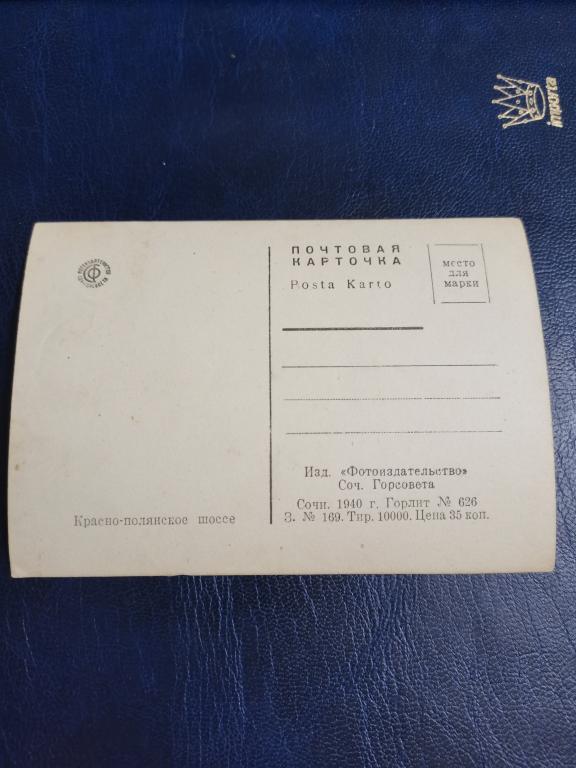 importa
ПОЧТОВАЯ
КАРТОЧКА
Posta Karto
место
для
марки
Изд. «Фотоиздательство»
Соч. Горсовета
Сочи. 1940 г. Горлит № 626
З. № 169. Тир. 10000. Цена 35 коп.
Красно-полянское шоссе